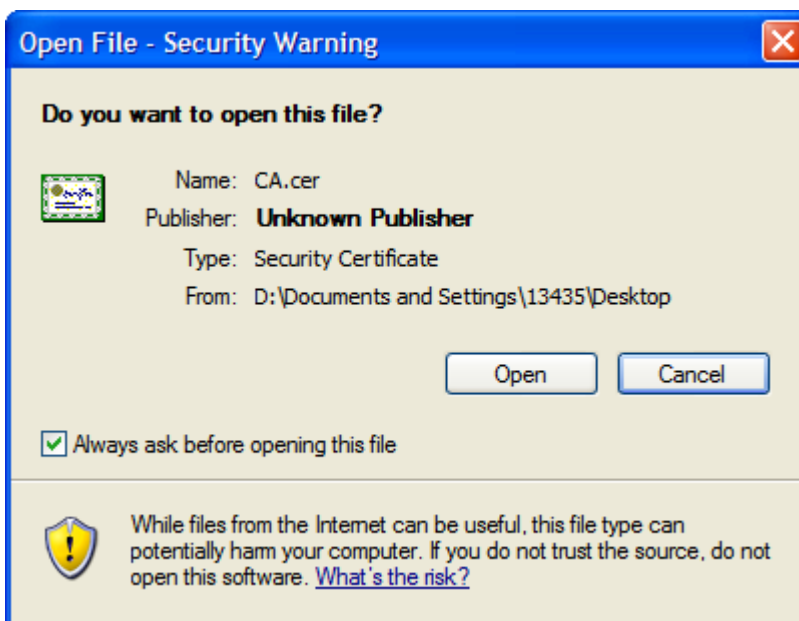 Open File - Security Warning
Do you want to open this file?
Name: CA.cer
Publisher: Unknown Publisher
Type: Security Certificate
From: D:\Documents and Settings\13435\Desktop
Open Cancel
Always ask before opening this file
While files from the Internet can be useful, this file type can
potentially harm your computer. If you do not trust the source, do not
open this software. What's the risk?